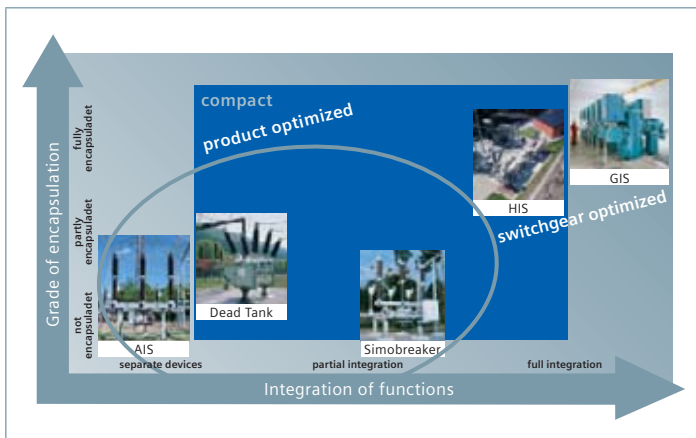 compact
product optimized
switchgear optimized
GIS
HIS
Dead Tank
Simobreaker
AIS
Grade of encapsulation
fully
encapsuladet
partly
encapsuladet
not
encapsuladet
separate devices
partial integration
full integration
Integration of functions